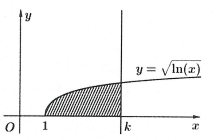 y
y = √ln(x)
O 1 k x